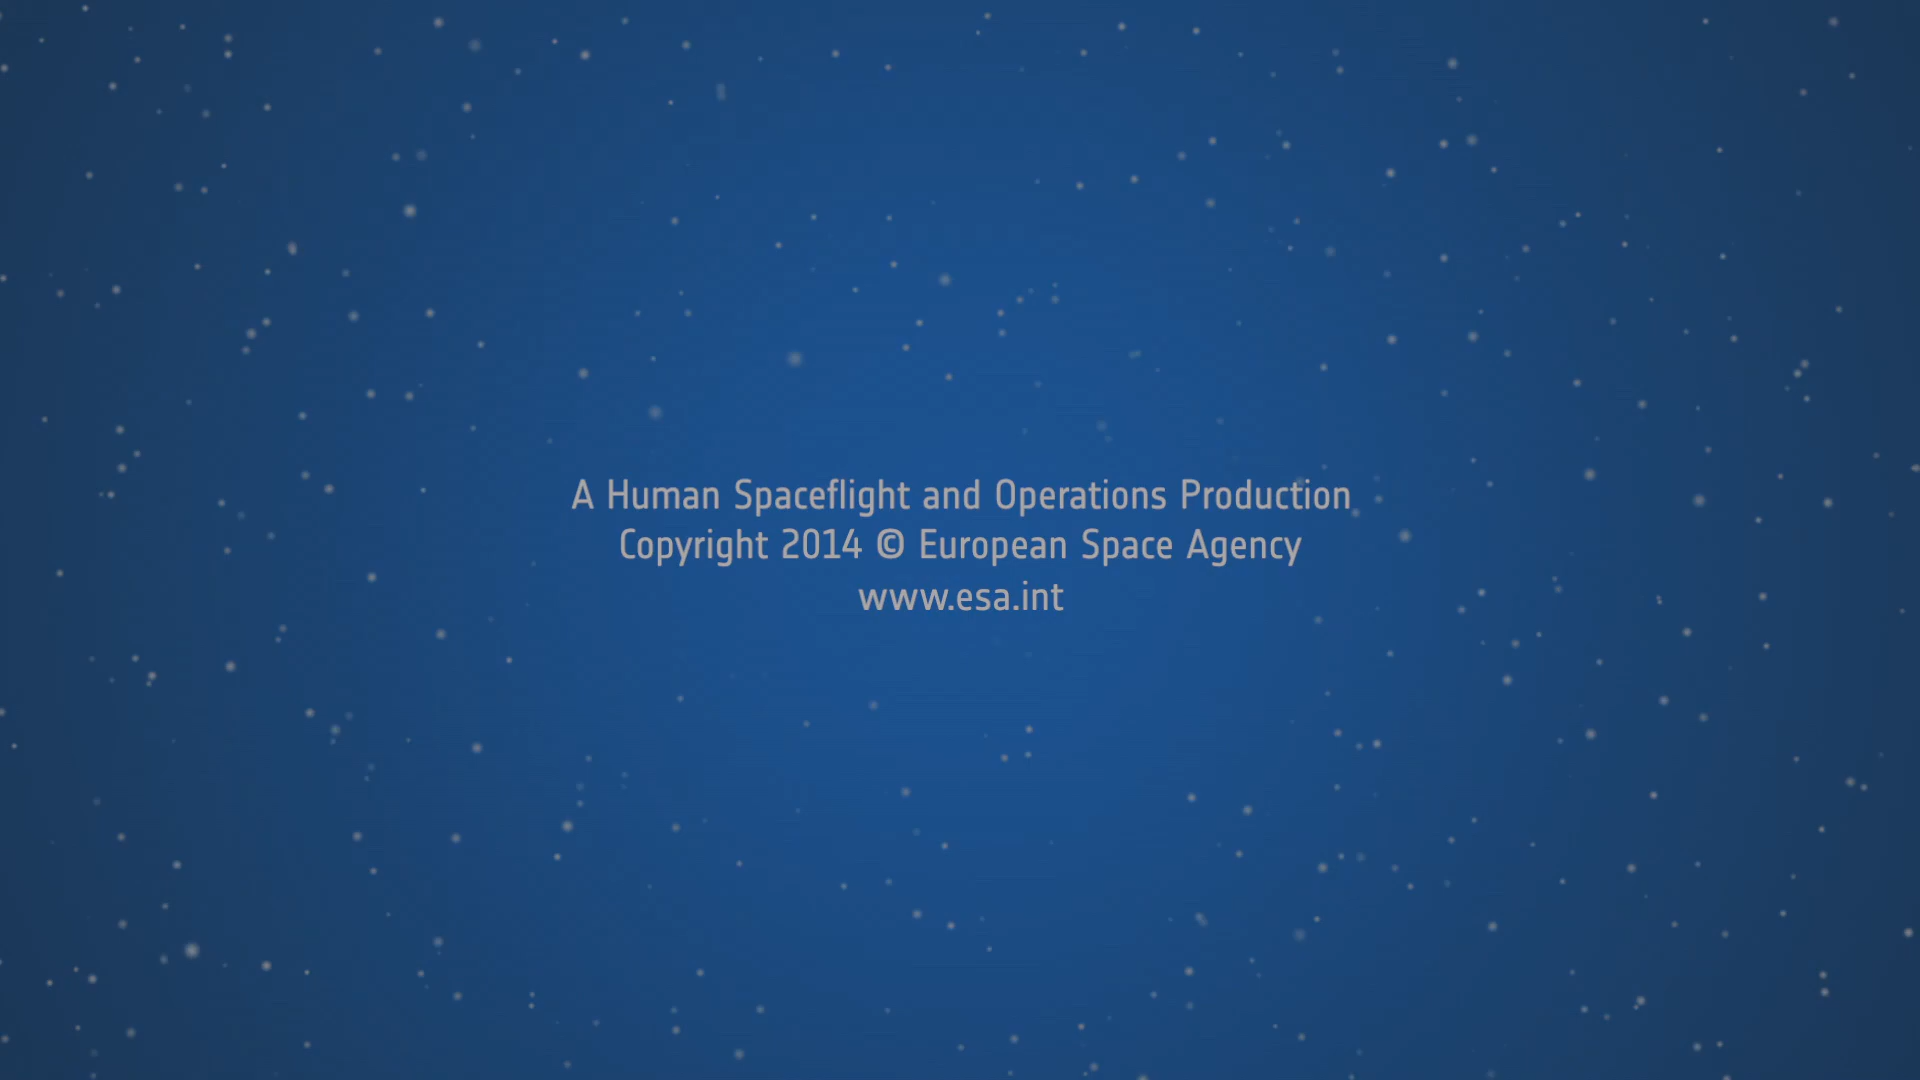 A Human Spaceflight and Operations Production
Copyright 2014 © European Space Agency
www.esa.int